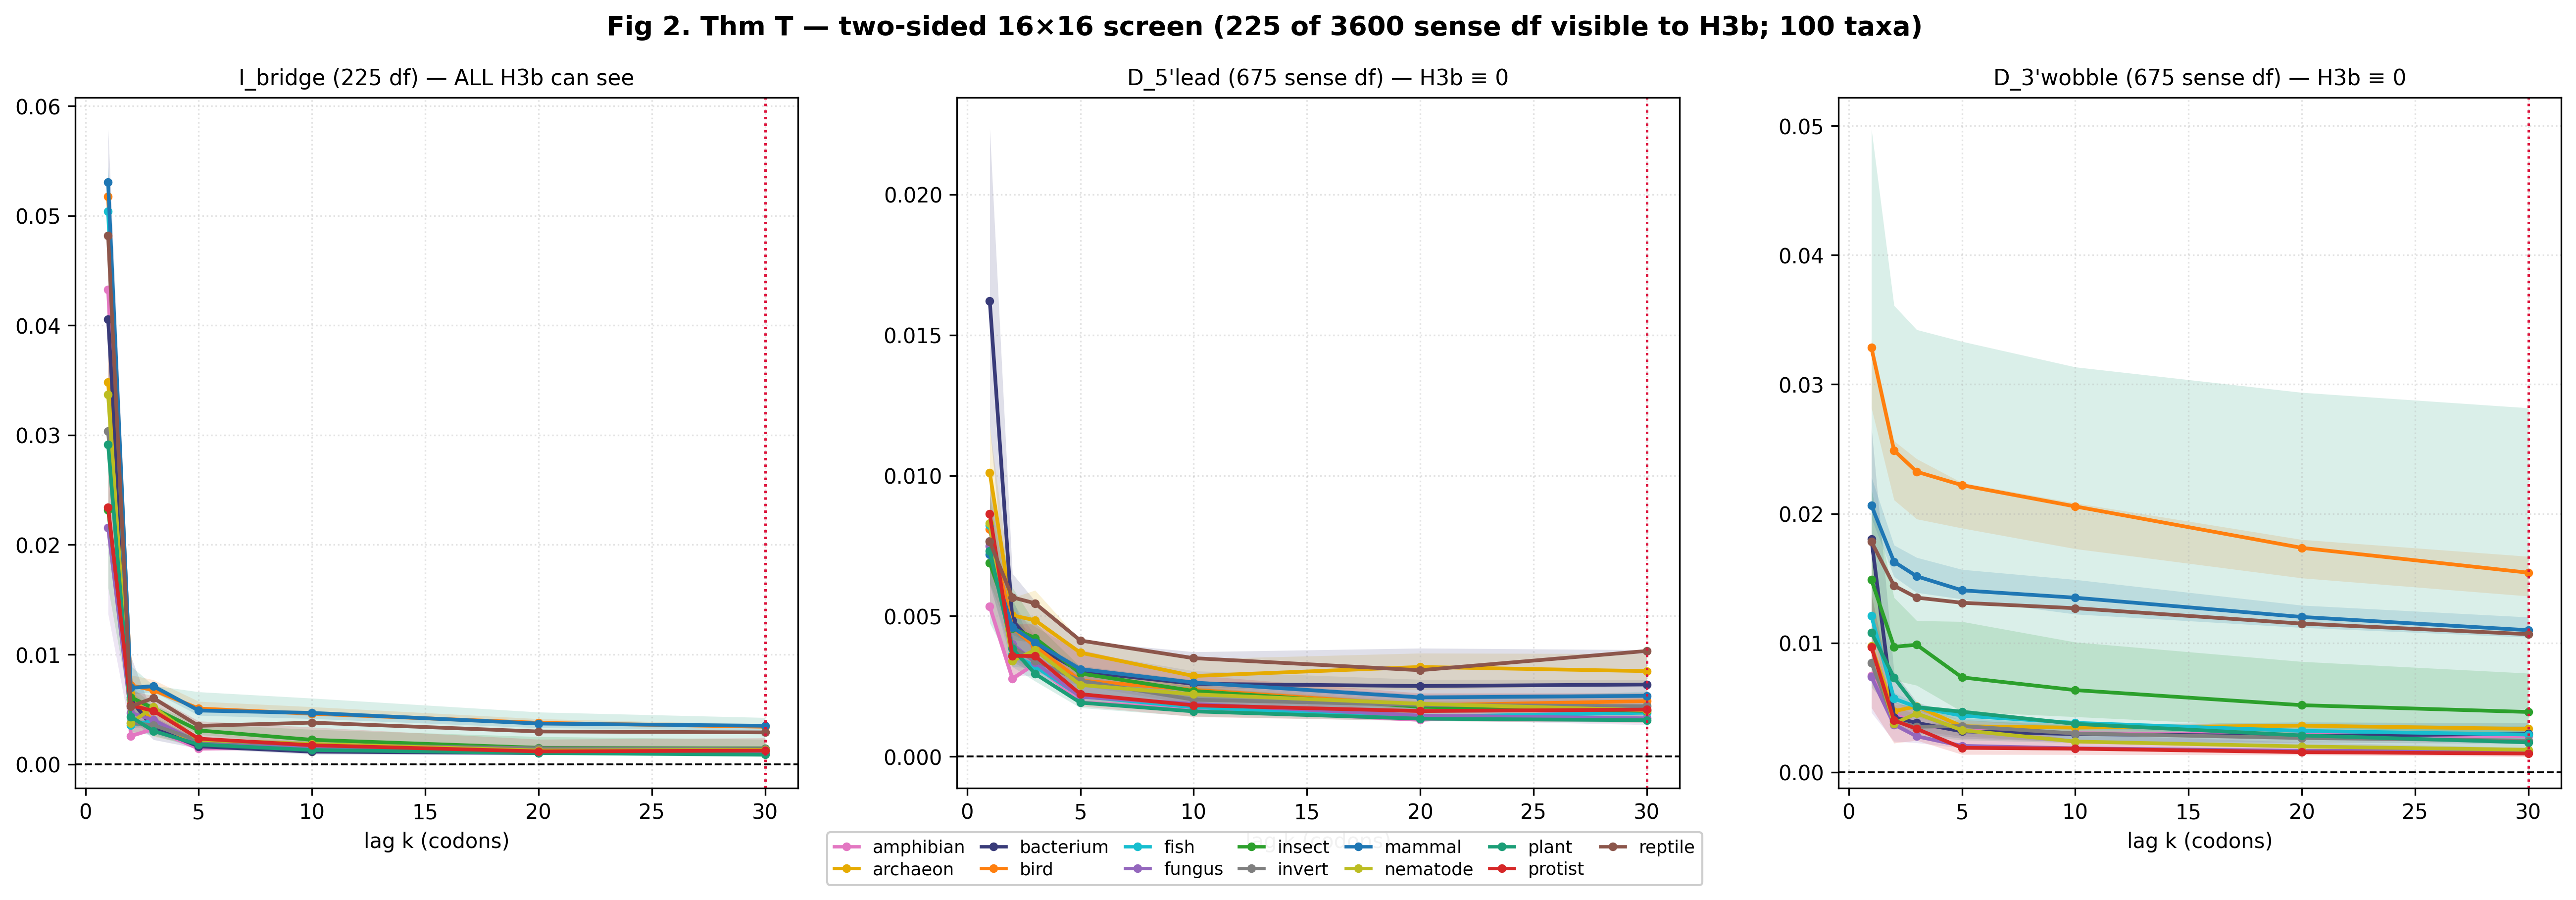 Fig 2. Thm T — two-sided 16×16 screen (225 of 3600 sense df visible to H3b; 100 taxa)
I_bridge (225 df) — ALL H3b can see
0.06
0.05
0.04
0.03
0.02
0.01
0.00
0 5 10 15 20 25 30
lag k (codons)
D_5'lead (675 sense df) — H3b ≡ 0
0.020
0.015
0.010
0.005
0.000
0 5 10 15 20 25 30
lag k (codons)
D_3'wobble (675 sense df) — H3b ≡ 0
0.05
0.04
0.03
0.02
0.01
0.00
0 5 10 15 20 25 30
lag k (codons)
amphibian bacterium fish insect mammal plant reptile
archaeon bird fungus invert nematode protist